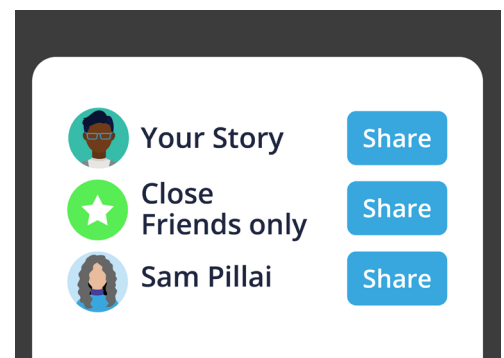 Your Story
Share
Close
Friends only
Share
Sam Pillai
Share